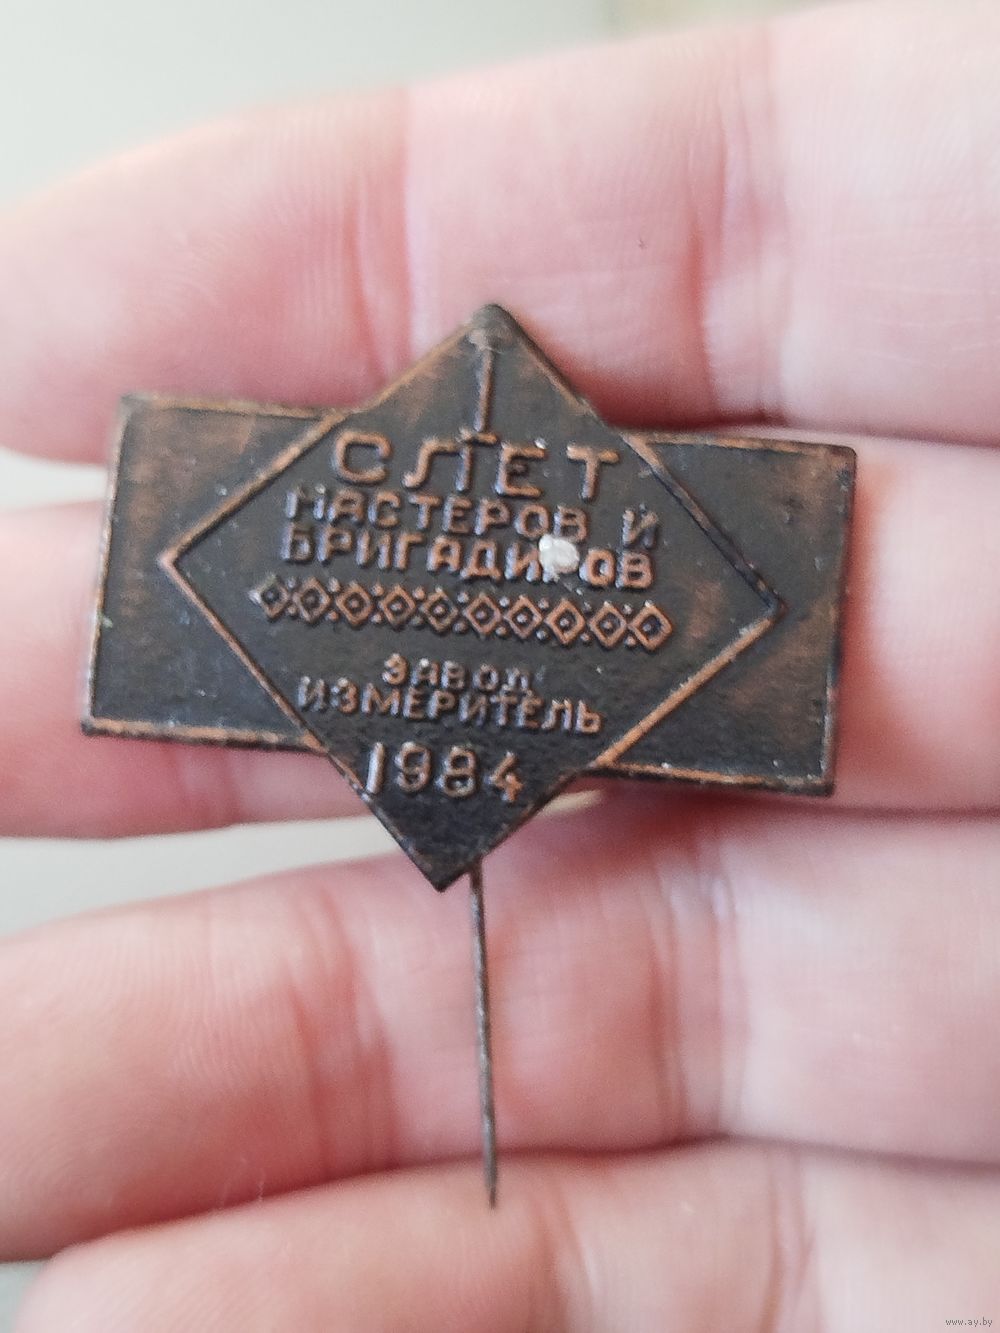 I
СЛЕТ
МАСТЕРОВ И
БРИГАДИРОВ
ЗАВОД
ИЗМЕРИТЕЛЬ
1984
www.ay.by